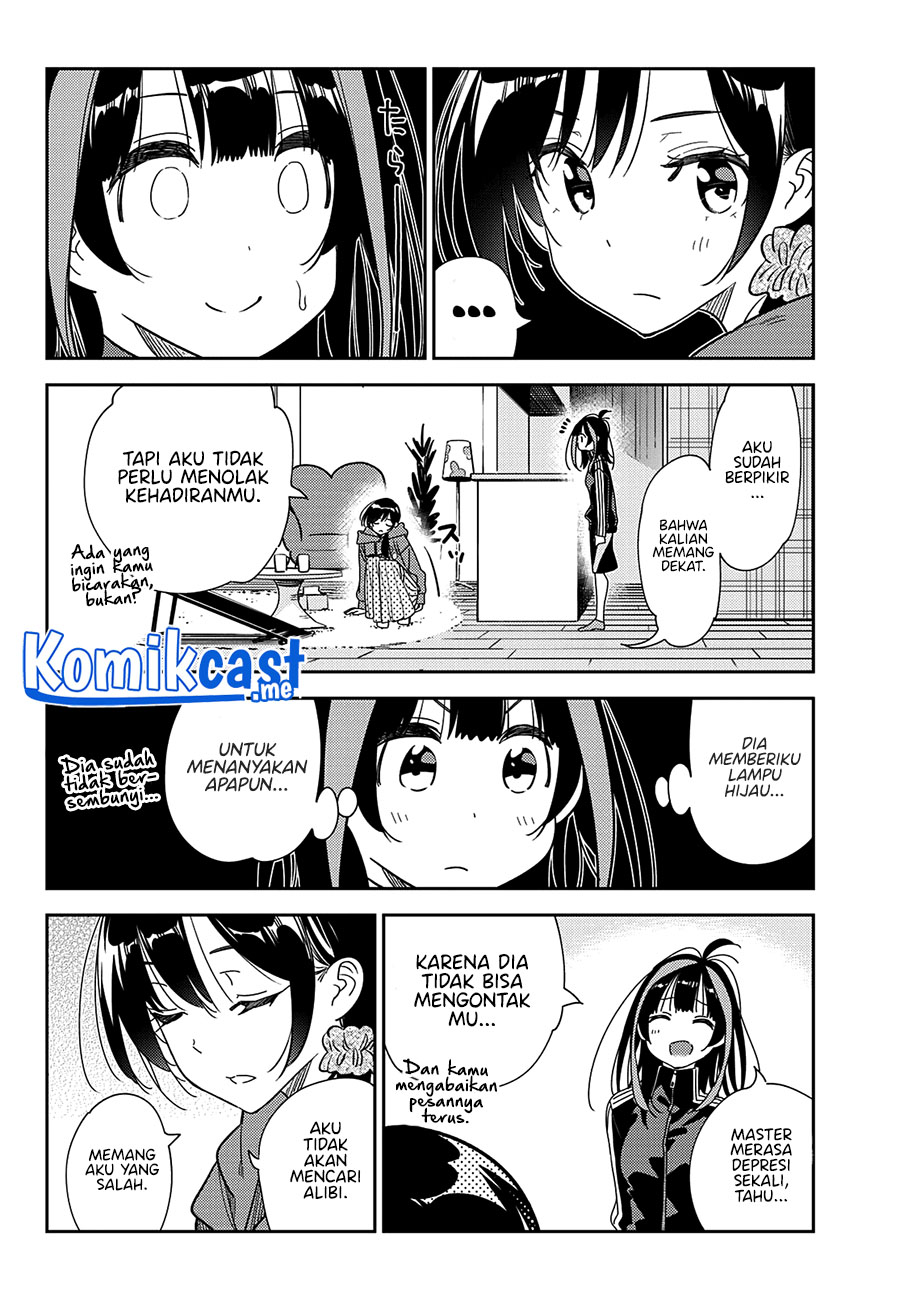 ...
たらー
AKU
SUDAH
BERPIKIR
...
BAHWA
KALIAN
MEMANG
DEKAT.
ス
ッ
TAPI AKU TIDAK
PERLU MENOLAK
KEHADIRANMU.
Ada yang
ingin kamu
bicarakan,
bukan?
Komikcast
.me
DIA
MEMBERIKU
LAMPU
HIJAU...
UNTUK
MENANYAKAN
APAPUN...
Dia sudah
tidak ber-
sembunyi...
MASTER
MERASA
DEPRESI
SEKALI,
TAHU...
KARENA DIA
TIDAK BISA
MENGONTAK
MU...
Dan kamu
mengabaikan
pesannya
terus.
AKU
TIDAK
AKAN
MENCARI
ALIBI.
MEMANG
AKU YANG
SALAH.